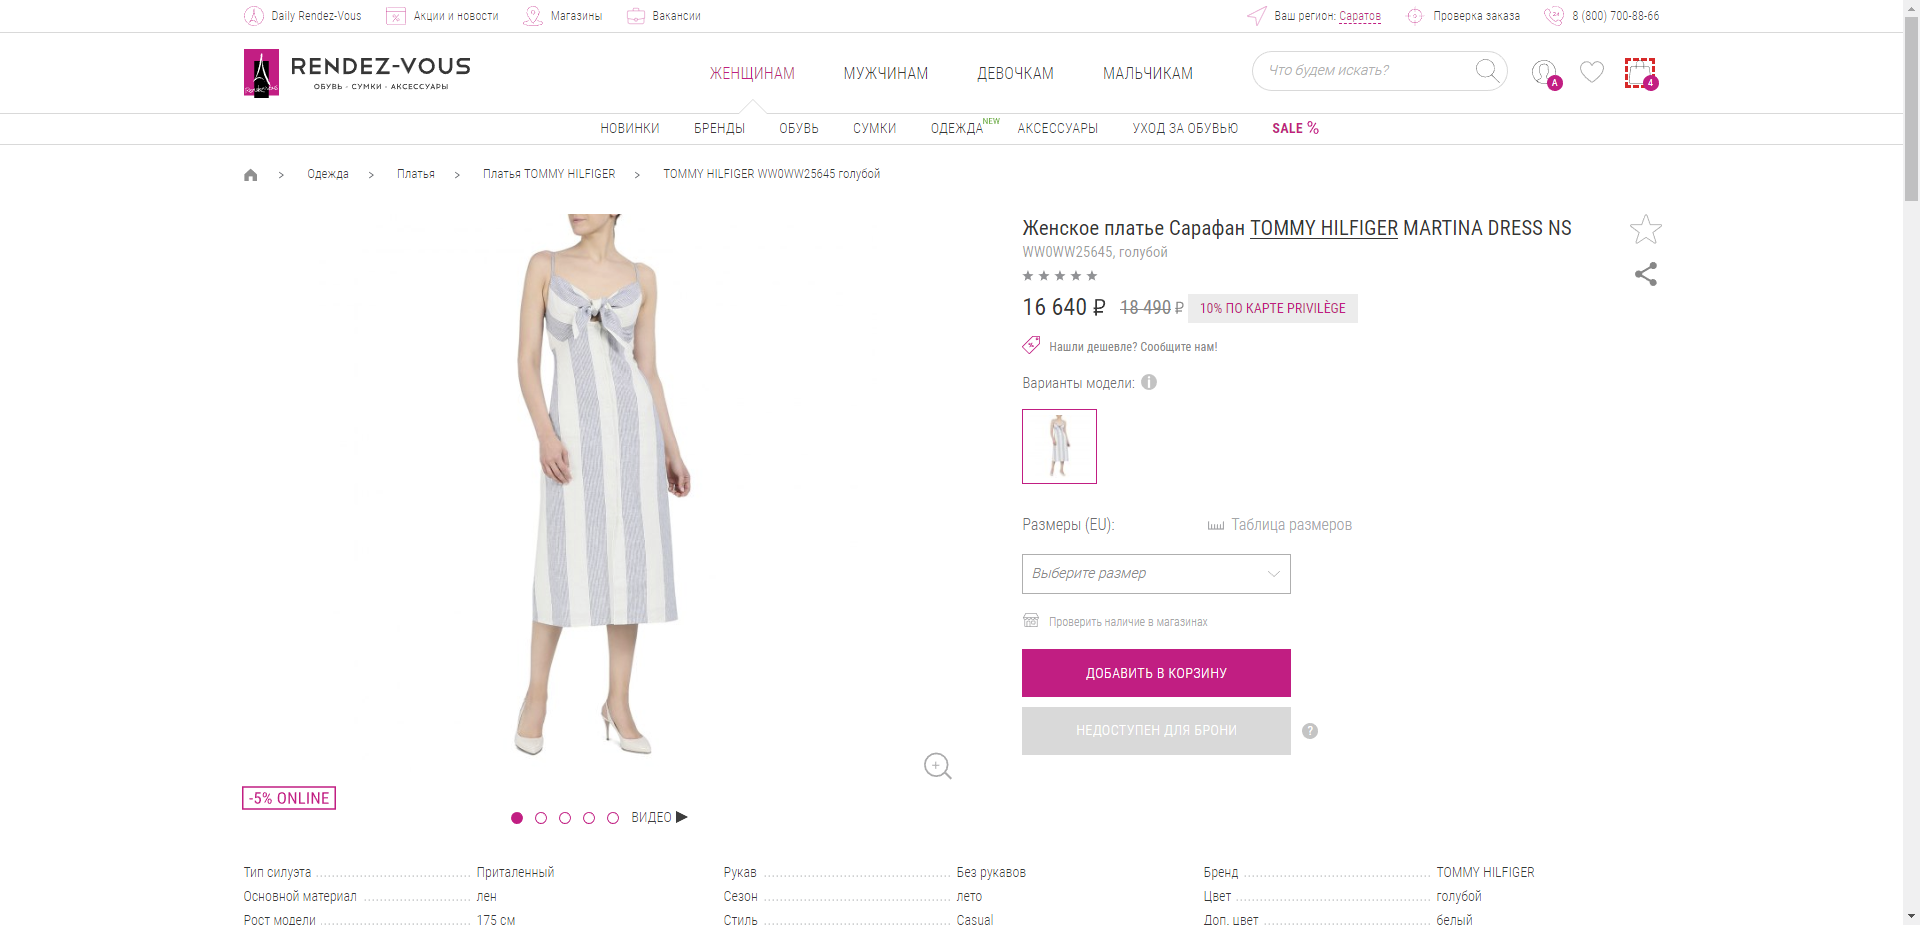 Daily Rendez-Vous
Акции и новости
Магазины
Вакансии
Ваш регион: Саратов
Проверка заказа
8 (800) 700-88-66
RENDEZ-VOUS
ОБУВЬ · СУМКИ · АКСЕССУАРЫ
ЖЕНЩИНАМ
МУЖЧИНАМ
ДЕВОЧКАМ
МАЛЬЧИКАМ
Что будем искать?
A
4
НОВИНКИ
БРЕНДЫ
ОБУВЬ
СУМКИ
ОДЕЖДА NEW
АКСЕССУАРЫ
УХОД ЗА ОБУВЬЮ
SALE %
Одежда > Платья > Платья TOMMY HILFIGER > TOMMY HILFIGER WW0WW25645 голубой
Женское платье Сарафан TOMMY HILFIGER MARTINA DRESS NS
WW0WW25645, голубой
16 640 ₽ 18 490 ₽ 10% ПО КАРТЕ PRIVILÈGE
Нашли дешевле? Сообщите нам!
Варианты модели:
Размеры (EU):
Таблица размеров
Выберите размер
Проверить наличие в магазинах
ДОБАВИТЬ В КОРЗИНУ
НЕДОСТУПЕН ДЛЯ БРОНИ
?
-5% ONLINE
ВИДЕО
Тип силуэта Приталенный
Основной материал лен
Рост модели 175 см
Рукав Без рукавов
Сезон лето
Стиль Casual
Бренд TOMMY HILFIGER
Цвет голубой
Доп. цвет белый